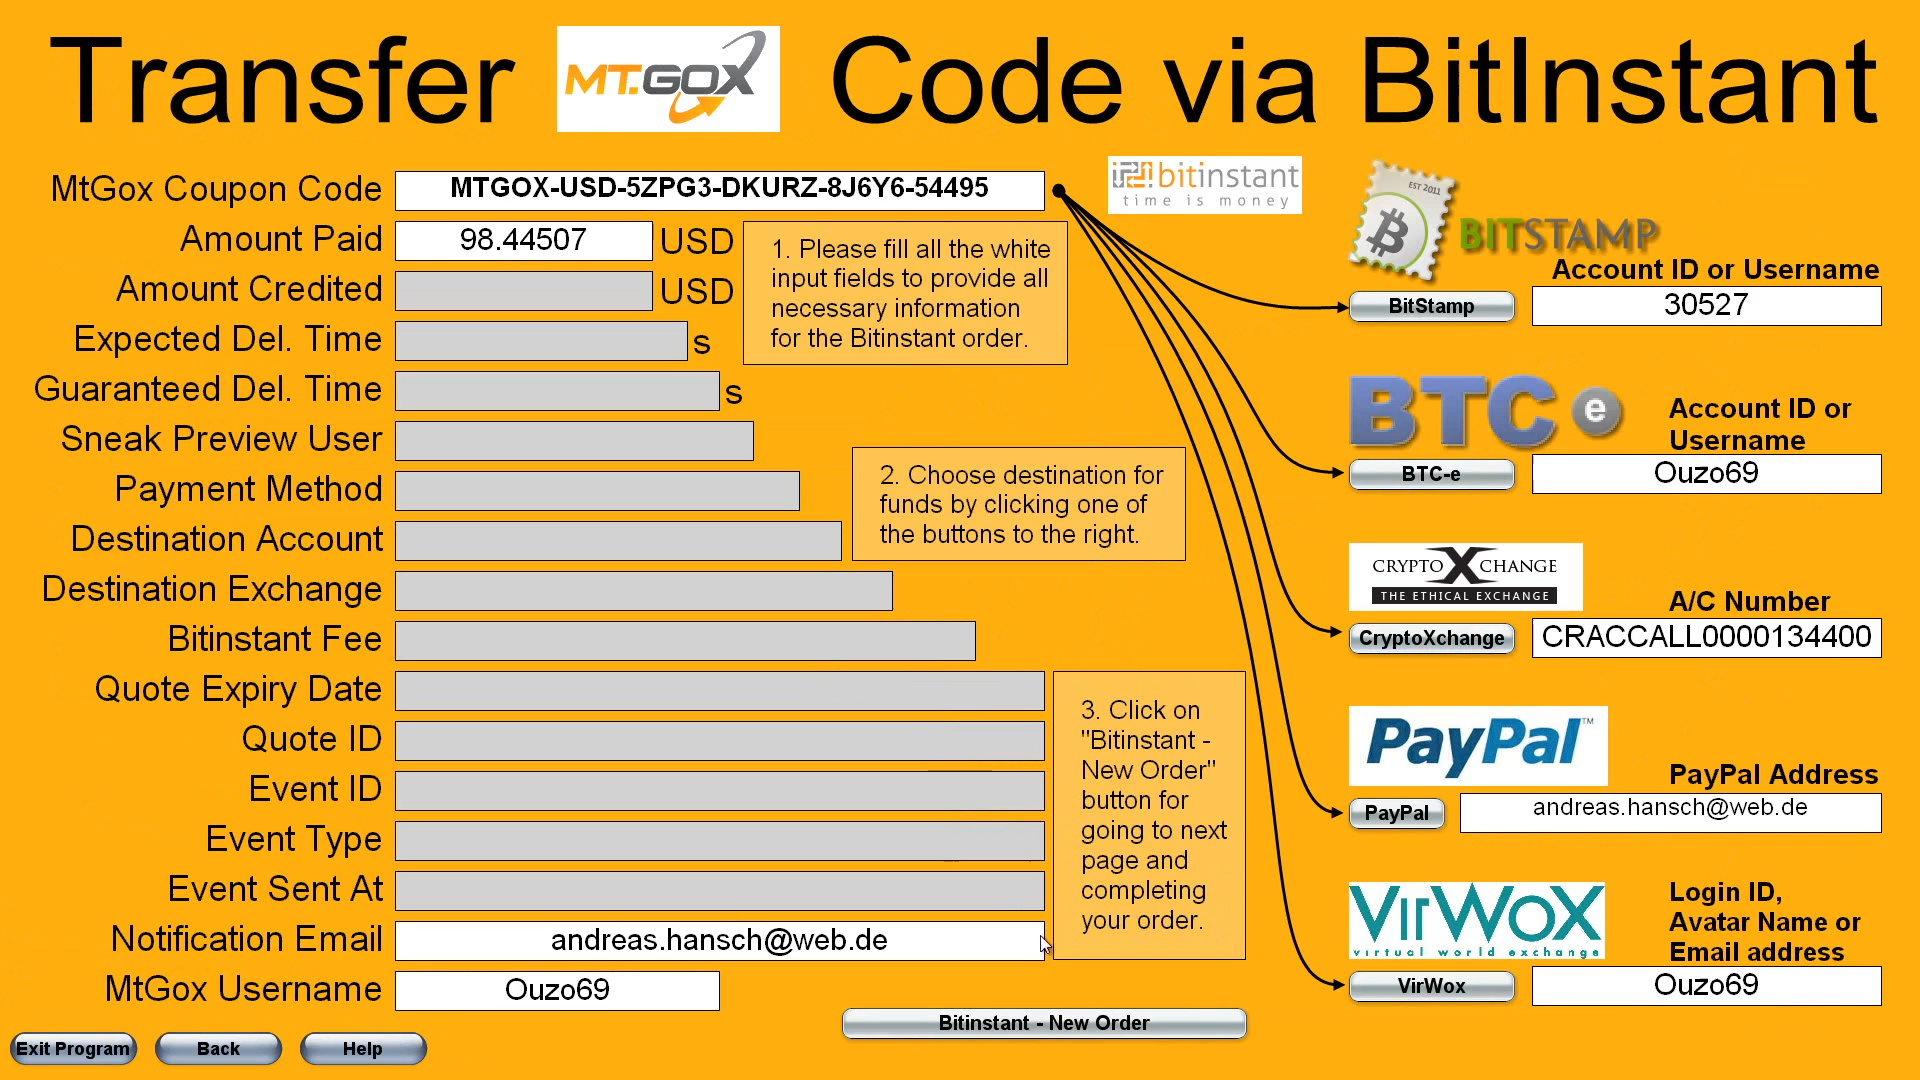 Transfer MT.GOX Code via BitInstant
MtGox Coupon Code MTGOX-USD-5ZPG3-DKURZ-8J6Y6-54495
bitinstant
time is money
Amount Paid 98.44507 USD
Amount Credited USD
Expected Del. Time s
Guaranteed Del. Time s
Sneak Preview User
Payment Method
Destination Account
Destination Exchange
Bitinstant Fee
Quote Expiry Date
Quote ID
Event ID
Event Type
Event Sent At
Notification Email andreas.hansch@web.de
MtGox Username Ouzo69
1. Please fill all the white
input fields to provide all
necessary information
for the Bitinstant order.
2. Choose destination for
funds by clicking one of
the buttons to the right.
3. Click on
"Bitinstant -
New Order"
button for
going to next
page and
completing
your order.
EST 2011
BITSTAMP
Account ID or Username
BitStamp 30527
BTC e
Account ID or
Username
BTC-e Ouzo69
CRYPTO X CHANGE
THE ETHICAL EXCHANGE
A/C Number
CryptoXchange CRACCALL0000134400
PayPal™
PayPal Address
PayPal andreas.hansch@web.de
VIRWOX
virtual world exchange
Login ID,
Avatar Name or
Email address
VirWox Ouzo69
Bitinstant - New Order
Exit Program Back Help